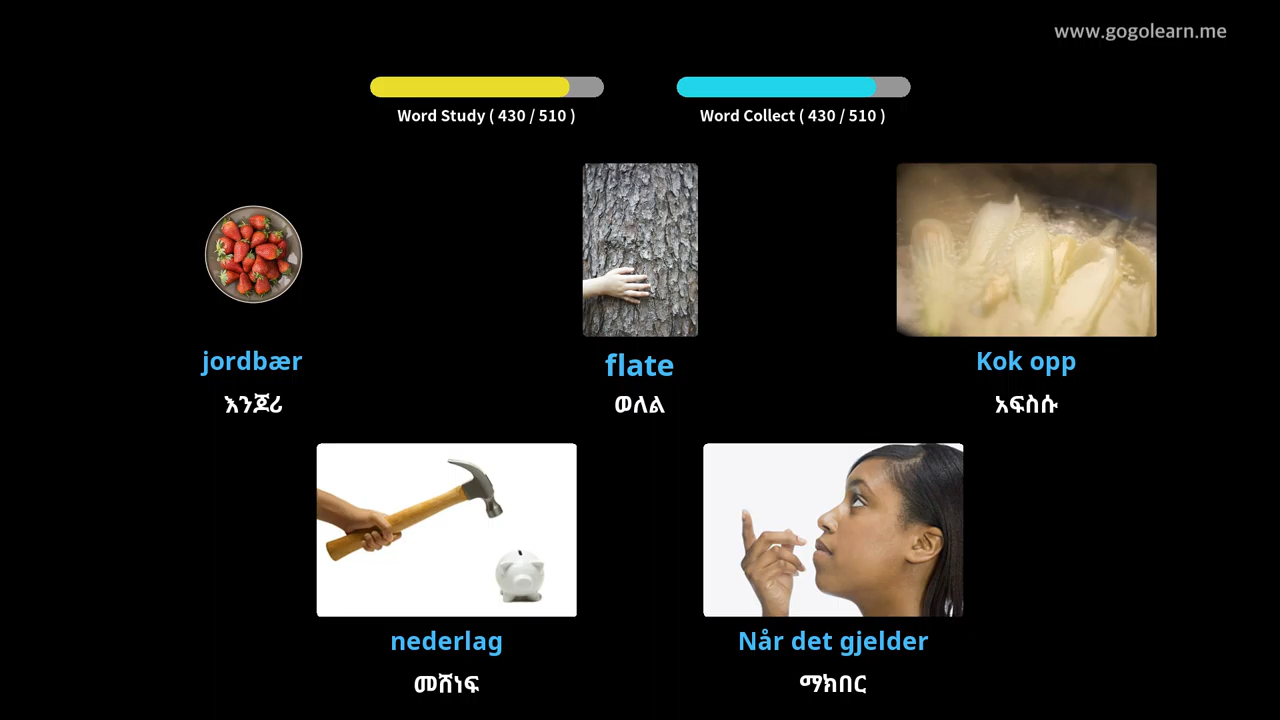 www.gogolearn.me
Word Study ( 430 / 510 )
Word Collect ( 430 / 510 )
jordbær
flate
Kok opp
እንጆሪ
ወለል
አፍስሱ
nederlag
Når det gjelder
መሸነፍ
ማክበር